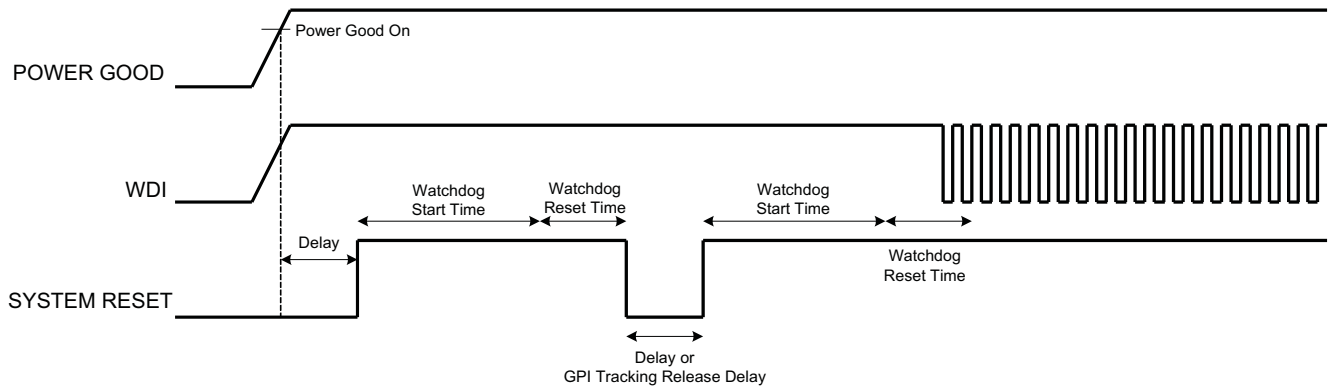 Power Good On
POWER GOOD
WDI
Watchdog
Start Time
Watchdog
Reset Time
Watchdog
Start Time
Delay
Watchdog
Reset Time
SYSTEM RESET
Delay or
GPI Tracking Release Delay